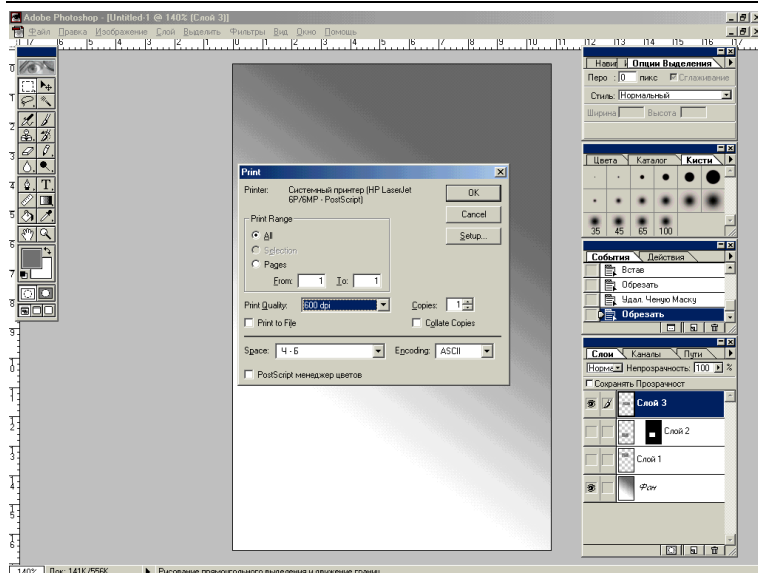 Adobe Photoshop - [Untitled-1 @ 140% (Слой 3)]
Файл Правка Изображение Слой Выделить Фильтры Вид Окно Помощь
Опции Выделения
Перо : 0 пикс Сглаживание
Стиль: Нормальный
Ширина Высота
Цвета Каталог Кисти
35 45 65 100
События Действия
Встав
Обрезать
Удал. Ченую Маску
Обрезать
Слои Каналы Пути
Норма Непрозрачность: 100 %
Сохранять Прозрачност
Слой 3
Слой 2
Слой 1
Фон
Print
Printer: Системный принтер (HP LaserJet
6P/6MP - PostScript)
OK
Cancel
Setup...
Print Range
All
Selection
Pages
From: 1 To: 1
Print Quality: 600 dpi
Copies: 1
Print to File
Collate Copies
Space: Ч - Б
Encoding: ASCII
PostScript менеджер цветов
140% Док: 141K/556K Рисование прямоугольного выделения и движение границ